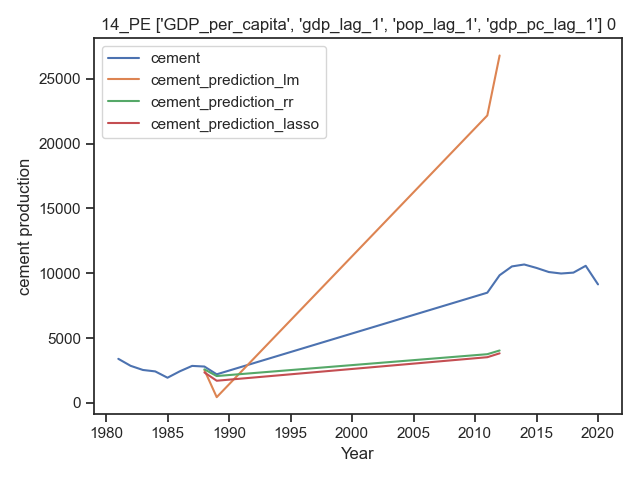 14_PE ['GDP_per_capita', 'gdp_lag_1', 'pop_lag_1', 'gdp_pc_lag_1'] 0
cement
cement_prediction_lm
cement_prediction_rr
cement_prediction_lasso
25000
20000
15000
10000
5000
0
cement production
1980
1985
1990
1995
2000
2005
2010
2015
2020
Year